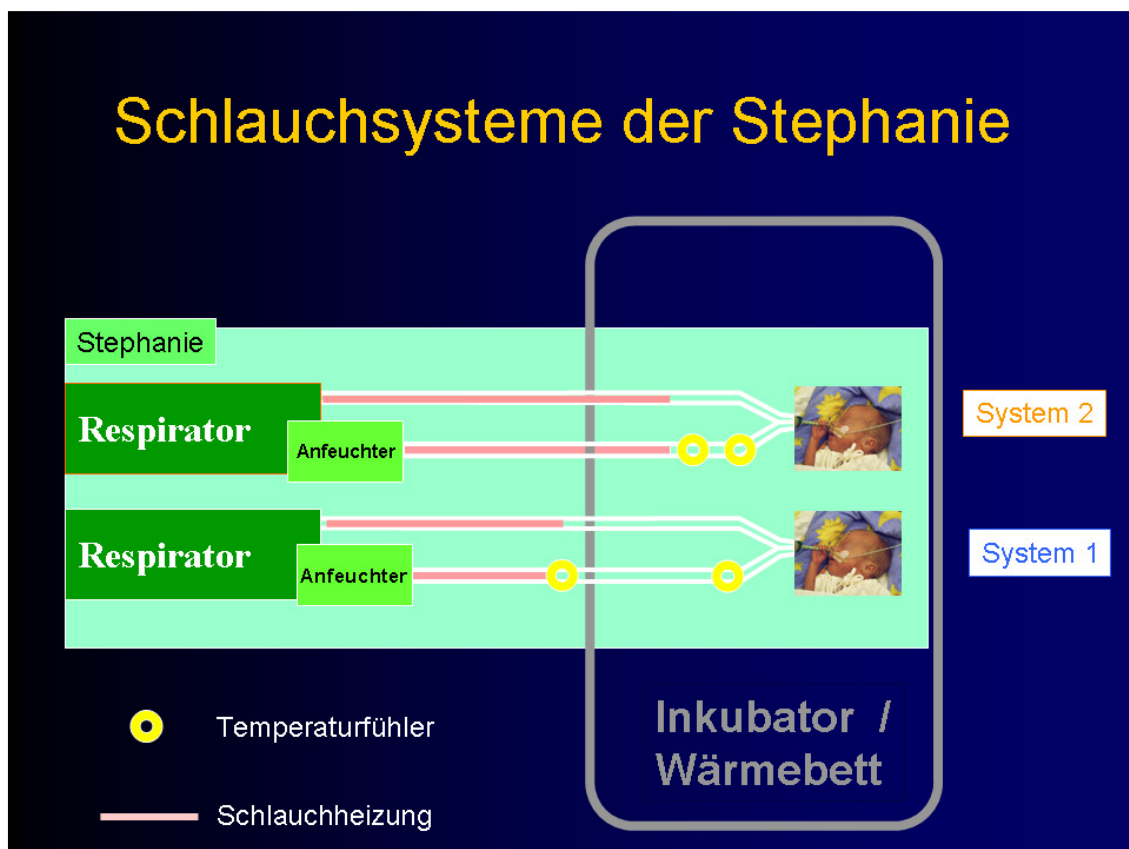 Schlauchsysteme der Stephanie
Stephanie
Respirator
Anfeuchter
System 2
Respirator
Anfeuchter
System 1
Temperaturfühler
Schlauchheizung
Inkubator /
Wärmebett